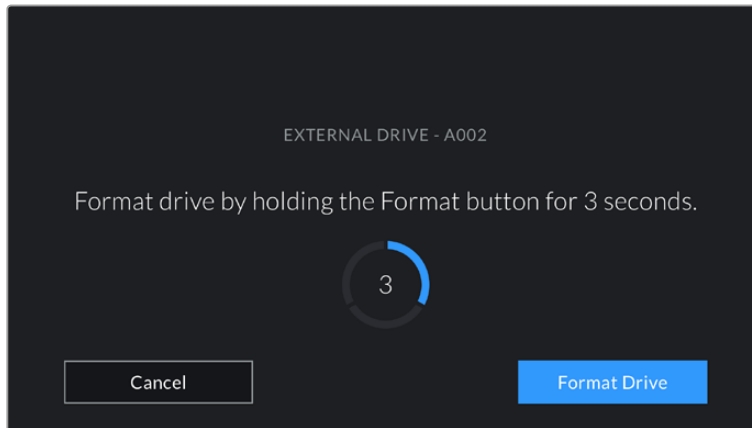 EXTERNAL DRIVE - A002
Format drive by holding the Format button for 3 seconds.
3
Cancel
Format Drive